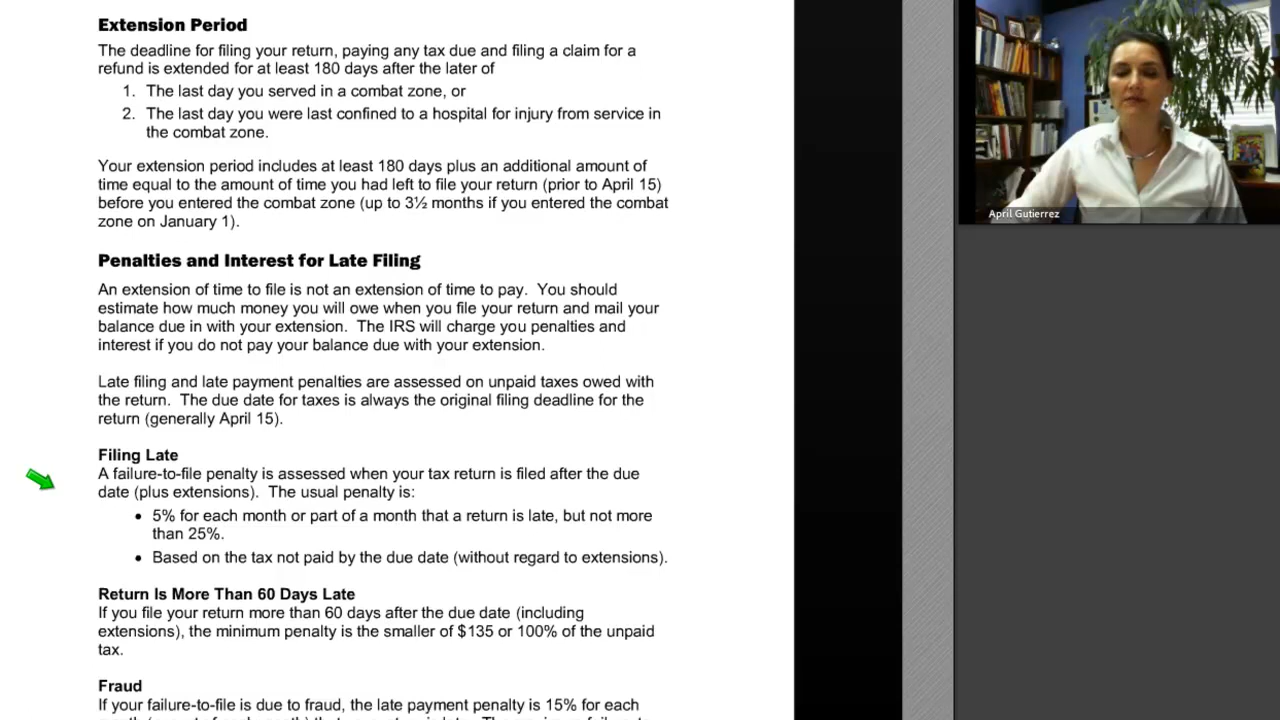 Extension Period
The deadline for filing your return, paying any tax due and filing a claim for a
refund is extended for at least 180 days after the later of
1. The last day you served in a combat zone, or
2. The last day you were last confined to a hospital for injury from service in
the combat zone.
Your extension period includes at least 180 days plus an additional amount of
time equal to the amount of time you had left to file your return (prior to April 15)
before you entered the combat zone (up to 3½ months if you entered the combat
zone on January 1).
Penalties and Interest for Late Filing
An extension of time to file is not an extension of time to pay. You should
estimate how much money you will owe when you file your return and mail your
balance due in with your extension. The IRS will charge you penalties and
interest if you do not pay your balance due with your extension.
Late filing and late payment penalties are assessed on unpaid taxes owed with
the return. The due date for taxes is always the original filing deadline for the
return (generally April 15).
Filing Late
A failure-to-file penalty is assessed when your tax return is filed after the due
date (plus extensions). The usual penalty is:
• 5% for each month or part of a month that a return is late, but not more
than 25%.
• Based on the tax not paid by the due date (without regard to extensions).
Return Is More Than 60 Days Late
If you file your return more than 60 days after the due date (including
extensions), the minimum penalty is the smaller of $135 or 100% of the unpaid
tax.
Fraud
If your failure-to-file is due to fraud, the late payment penalty is 15% for each
April Gutierrez